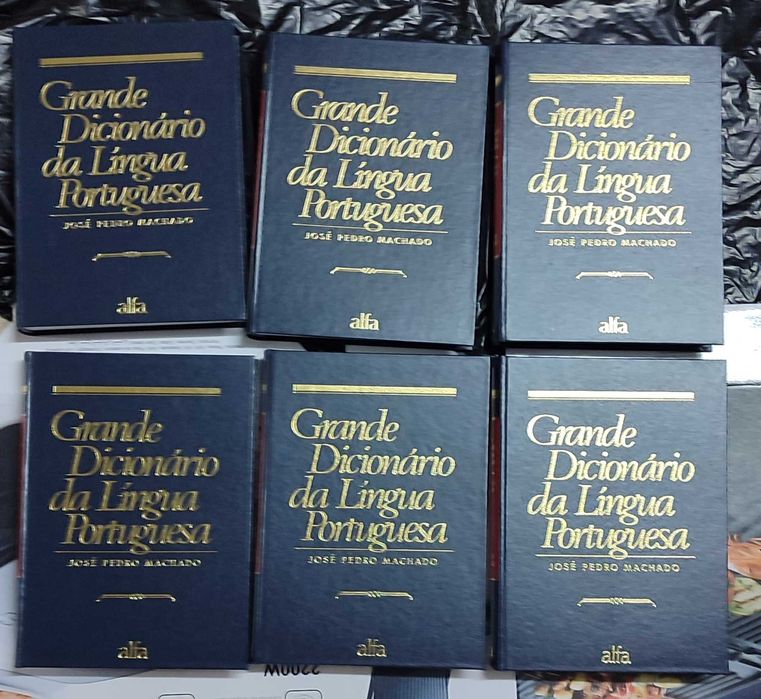 Grande
Dicionário
da Língua
Portuguesa
JOSÉ PEDRO MACHADO
alfa
Grande
Dicionário
da Língua
Portuguesa
JOSÉ PEDRO MACHADO
alfa
Grande
Dicionário
da Língua
Portuguesa
JOSÉ PEDRO MACHADO
alfa
Grande
Dicionário
da Língua
Portuguesa
JOSÉ PEDRO MACHADO
alfa
Grande
Dicionário
da Língua
Portuguesa
JOSÉ PEDRO MACHADO
alfa
Grande
Dicionário
da Língua
Portuguesa
JOSÉ PEDRO MACHADO
alfa